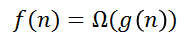 f(n) = Ω(g(n))